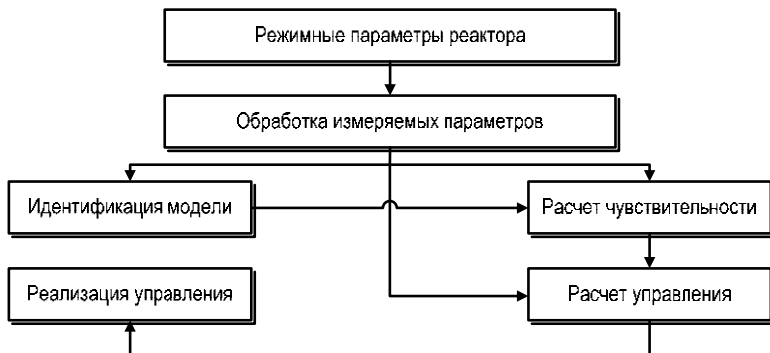 Режимные параметры реактора
Обработка измеряемых параметров
Идентификация модели
Расчет чувствительности
Реализация управления
Расчет управления